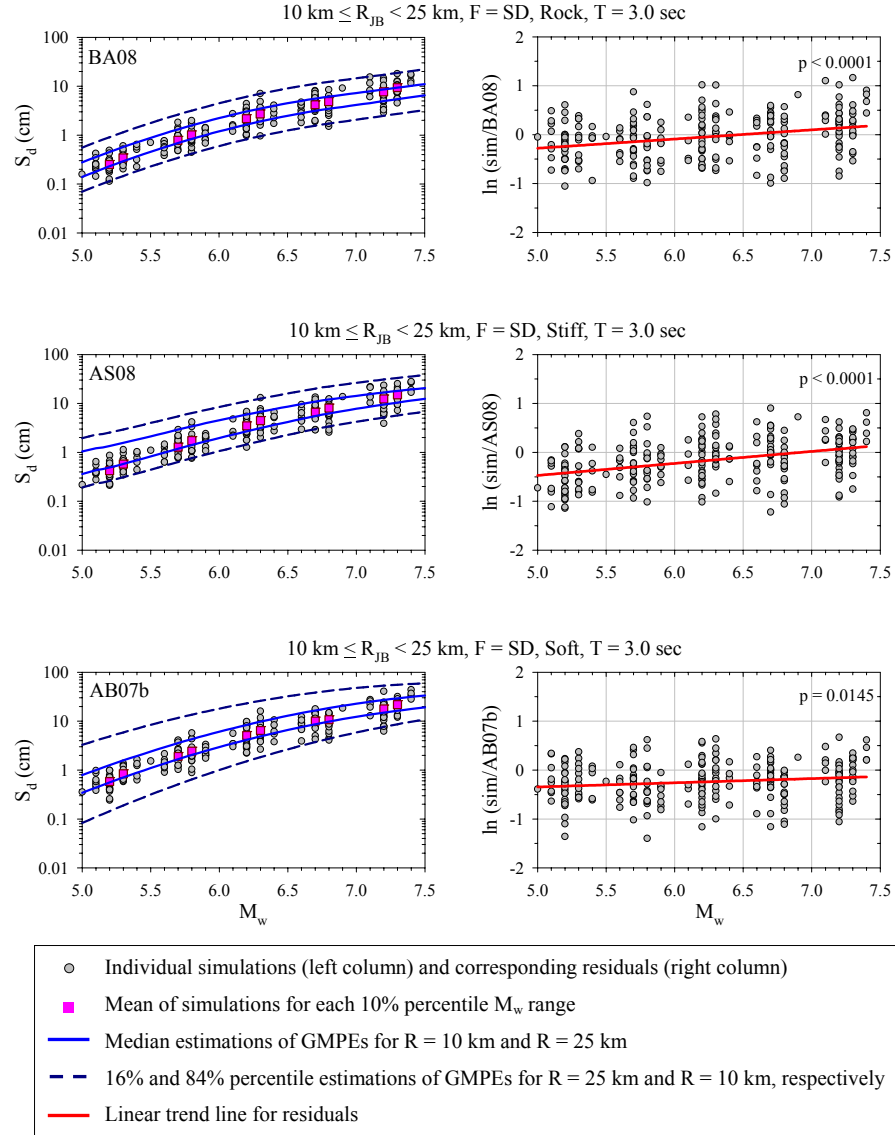 10 km ≤ R_JB < 25 km, F = SD, Rock, T = 3.0 sec
BA08
S_d (cm)
100
10
1
0.1
0.01
5.0 5.5 6.0 6.5 7.0 7.5
p < 0.0001
ln (sim/BA08)
2
1
0
-1
-2
5.0 5.5 6.0 6.5 7.0 7.5
10 km ≤ R_JB < 25 km, F = SD, Stiff, T = 3.0 sec
AS08
S_d (cm)
100
10
1
0.1
0.01
5.0 5.5 6.0 6.5 7.0 7.5
p < 0.0001
ln (sim/AS08)
2
1
0
-1
-2
5.0 5.5 6.0 6.5 7.0 7.5
10 km ≤ R_JB < 25 km, F = SD, Soft, T = 3.0 sec
AB07b
S_d (cm)
100
10
1
0.1
0.01
5.0 5.5 6.0 6.5 7.0 7.5
M_w
p = 0.0145
ln (sim/AB07b)
2
1
-0
-1
-2
5.0 5.5 6.0 6.5 7.0 7.5
M_w
Individual simulations (left column) and corresponding residuals (right column)
Mean of simulations for each 10% percentile M_w range
Median estimations of GMPEs for R = 10 km and R = 25 km
16% and 84% percentile estimations of GMPEs for R = 25 km and R = 10 km, respectively
Linear trend line for residuals